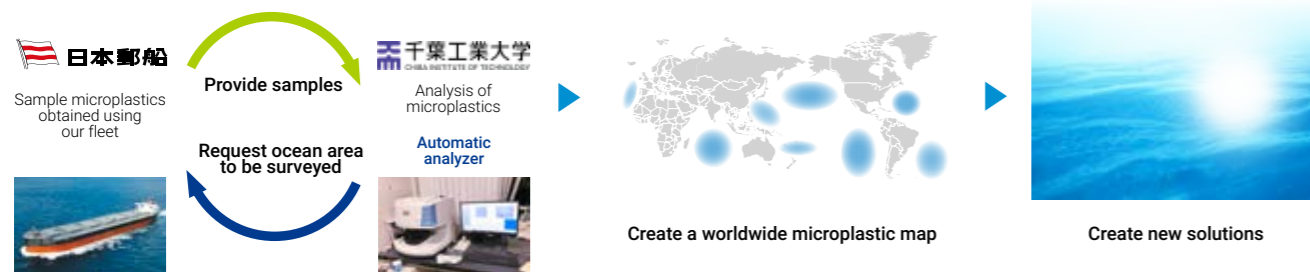 日本郵船
Sample microplastics
obtained using
our fleet
Provide samples
Request ocean area
to be surveyed
千葉工業大学
CHIBA INSTITUTE OF TECHNOLOGY
Analysis of
microplastics
Automatic
analyzer
Create a worldwide microplastic map
Create new solutions